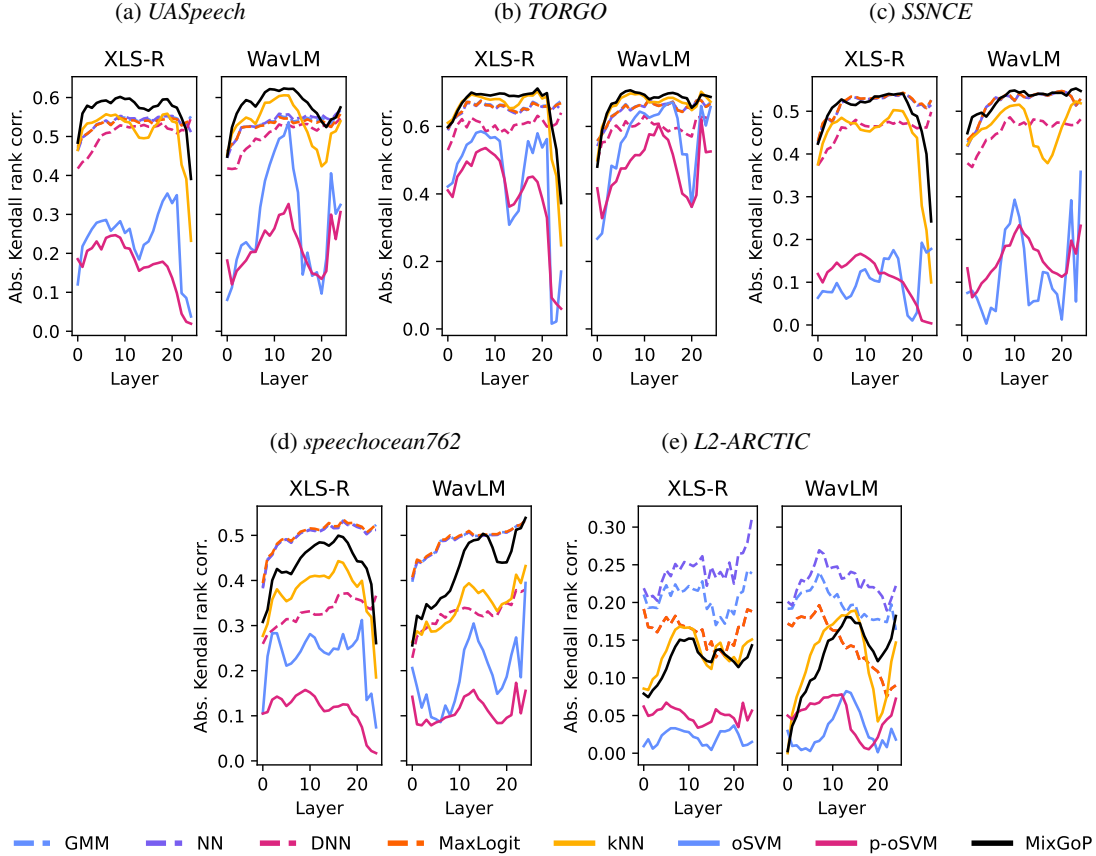 (a) UASpeech
(b) TORGO
(c) SSNCE
XLS-R WavLM
XLS-R WavLM
XLS-R WavLM
Abs. Kendall rank corr.
0.6
0.5
0.4
0.3
0.2
0.1
0.0
Abs. Kendall rank corr.
0.6
0.4
0.2
0.0
Abs. Kendall rank corr.
0.5
0.4
0.3
0.2
0.1
0.0
0 10 20
0 10 20
0 10 20
0 10 20
0 10 20
0 10 20
Layer
Layer
Layer
Layer
Layer
Layer
(d) speechocean762
(e) L2-ARCTIC
XLS-R WavLM
XLS-R WavLM
Abs. Kendall rank corr.
0.5
0.4
0.3
0.2
0.1
0.0
Abs. Kendall rank corr.
0.30
0.25
0.20
0.15
0.10
0.05
0.00
0 10 20
0 10 20
0 10 20
0 10 20
Layer
Layer
Layer
Layer
GMM NN DNN MaxLogit kNN oSVM p-oSVM MixGoP